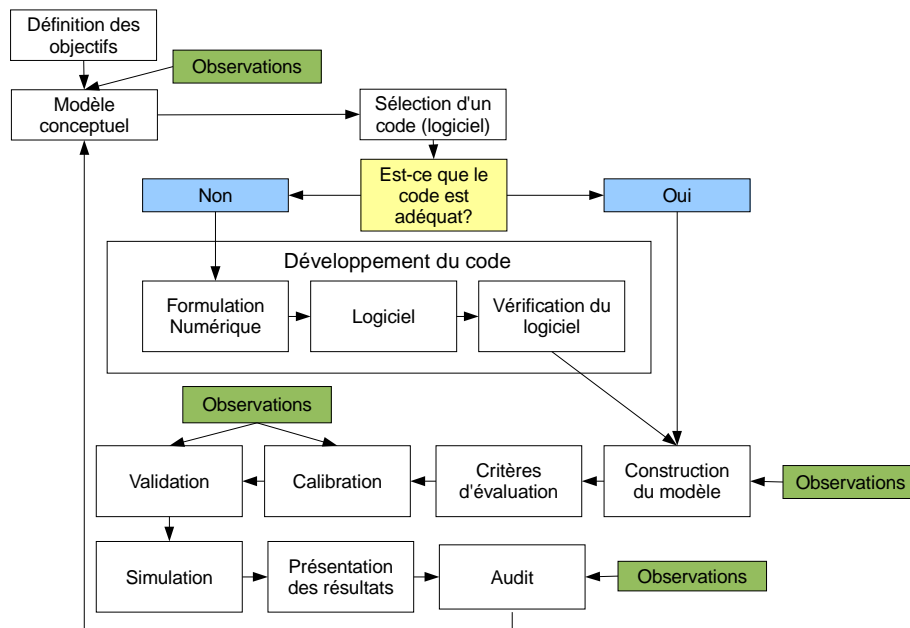 Définition des
objectifs
Observations
Modèle
conceptuel
Sélection d'un
code (logiciel)
Est-ce que le
code est
adéquat?
Non
Oui
Développement du code
Formulation
Numérique
Logiciel
Vérification du
logiciel
Observations
Validation
Calibration
Critères
d'évaluation
Construction
du modèle
Observations
Simulation
Présentation
des résultats
Audit
Observations